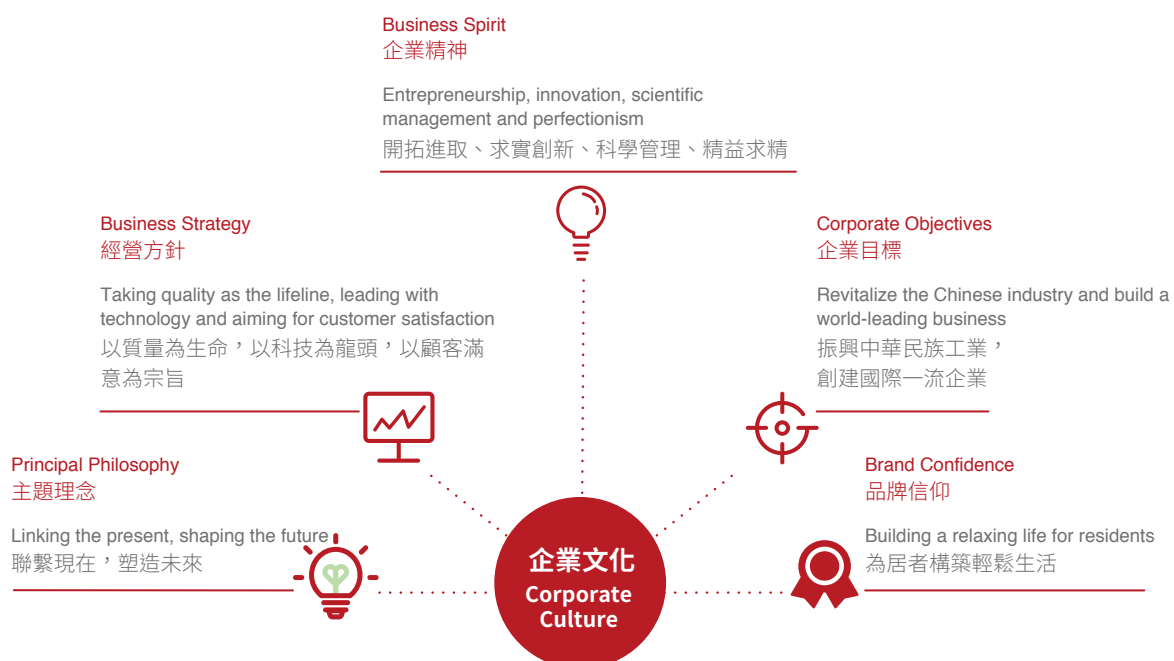 Business Spirit
企業精神
Entrepreneurship, innovation, scientific
management and perfectionism
開拓進取、求實創新、科學管理、精益求精
Business Strategy
經營方針
Taking quality as the lifeline, leading with
technology and aiming for customer satisfaction
以質量為生命，以科技為龍頭，以顧客滿
意為宗旨
Corporate Objectives
企業目標
Revitalize the Chinese industry and build a
world-leading business
振興中華民族工業，
創建國際一流企業
Principal Philosophy
主題理念
Linking the present, shaping the future
聯繫現在，塑造未來
Brand Confidence
品牌信仰
Building a relaxing life for residents
為居者構築輕鬆生活
企業文化
Corporate
Culture